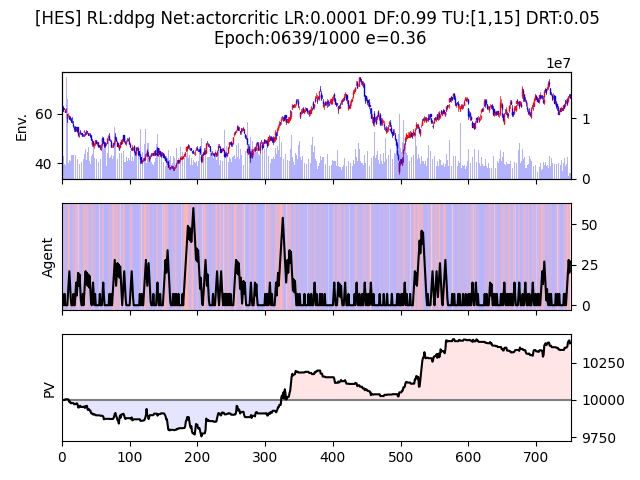 [HES] RL:ddpg Net:actorcritic LR:0.0001 DF:0.99 TU:[1,15] DRT:0.05
Epoch:0639/1000 e=0.36
1e7
Env.
60
40
1
0
Agent
50
25
0
PV
10250
10000
9750
0 100 200 300 400 500 600 700